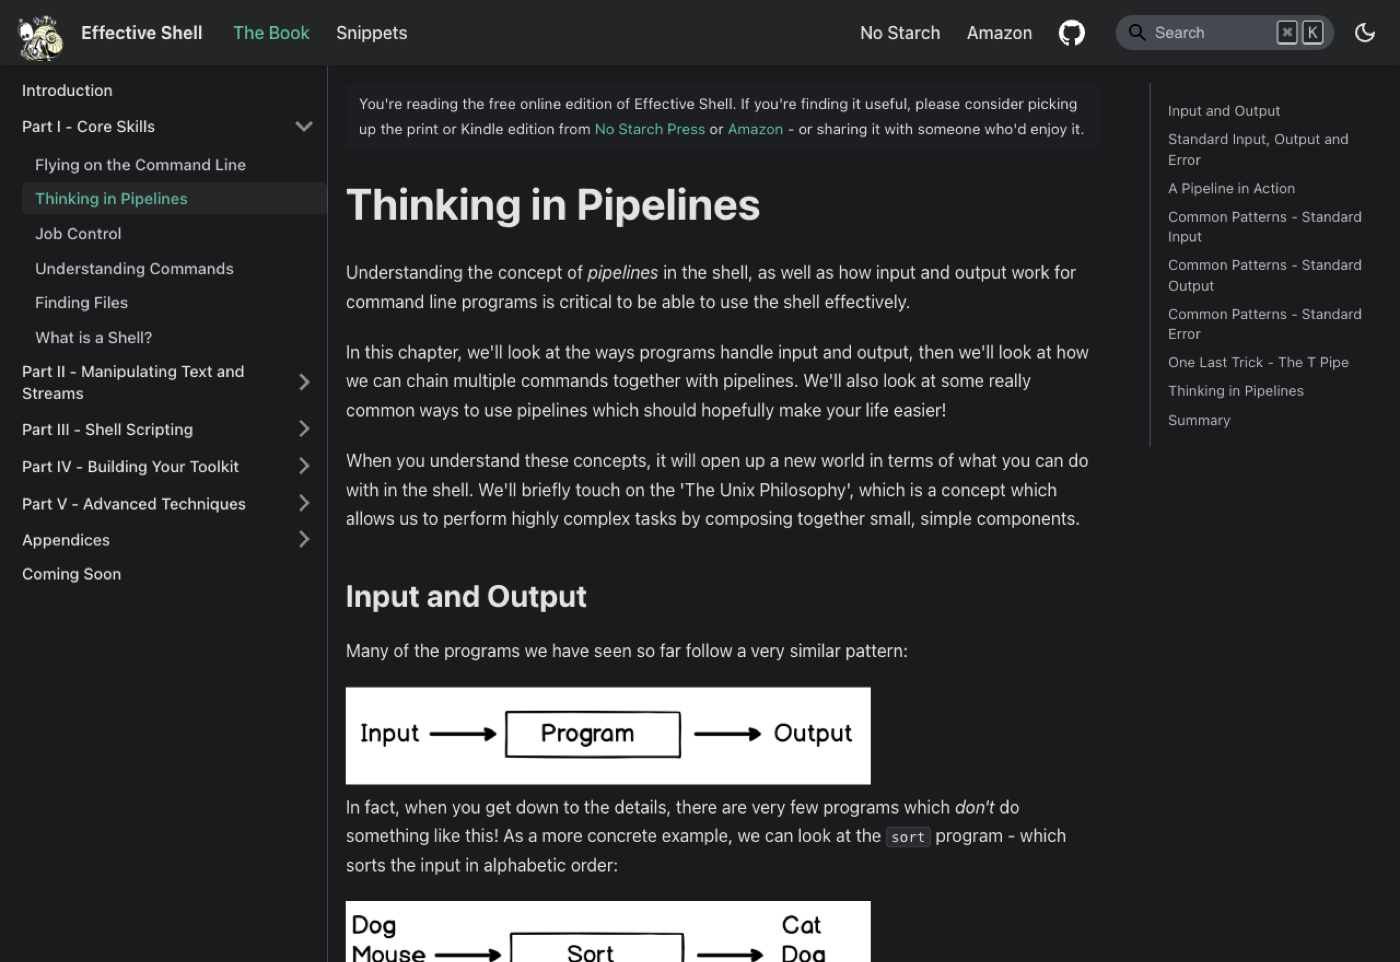 Effective Shell
The Book
Snippets
No Starch
Amazon
Search
⌘ K
Introduction
Part I - Core Skills
Flying on the Command Line
Thinking in Pipelines
Job Control
Understanding Commands
Finding Files
What is a Shell?
Part II - Manipulating Text and
Streams
Part III - Shell Scripting
Part IV - Building Your Toolkit
Part V - Advanced Techniques
Appendices
Coming Soon
You're reading the free online edition of Effective Shell. If you're finding it useful, please consider picking
up the print or Kindle edition from No Starch Press or Amazon - or sharing it with someone who'd enjoy it.
Thinking in Pipelines
Understanding the concept of pipelines in the shell, as well as how input and output work for
command line programs is critical to be able to use the shell effectively.
In this chapter, we'll look at the ways programs handle input and output, then we'll look at how
we can chain multiple commands together with pipelines. We'll also look at some really
common ways to use pipelines which should hopefully make your life easier!
When you understand these concepts, it will open up a new world in terms of what you can do
with in the shell. We'll briefly touch on the 'The Unix Philosophy', which is a concept which
allows us to perform highly complex tasks by composing together small, simple components.
Input and Output
Many of the programs we have seen so far follow a very similar pattern:
Input
Program
Output
In fact, when you get down to the details, there are very few programs which don't do
something like this! As a more concrete example, we can look at the sort program - which
sorts the input in alphabetic order:
Dog
Mouse
Sort
Cat
Dog
Input and Output
Standard Input, Output and
Error
A Pipeline in Action
Common Patterns - Standard
Input
Common Patterns - Standard
Output
Common Patterns - Standard
Error
One Last Trick - The T Pipe
Thinking in Pipelines
Summary